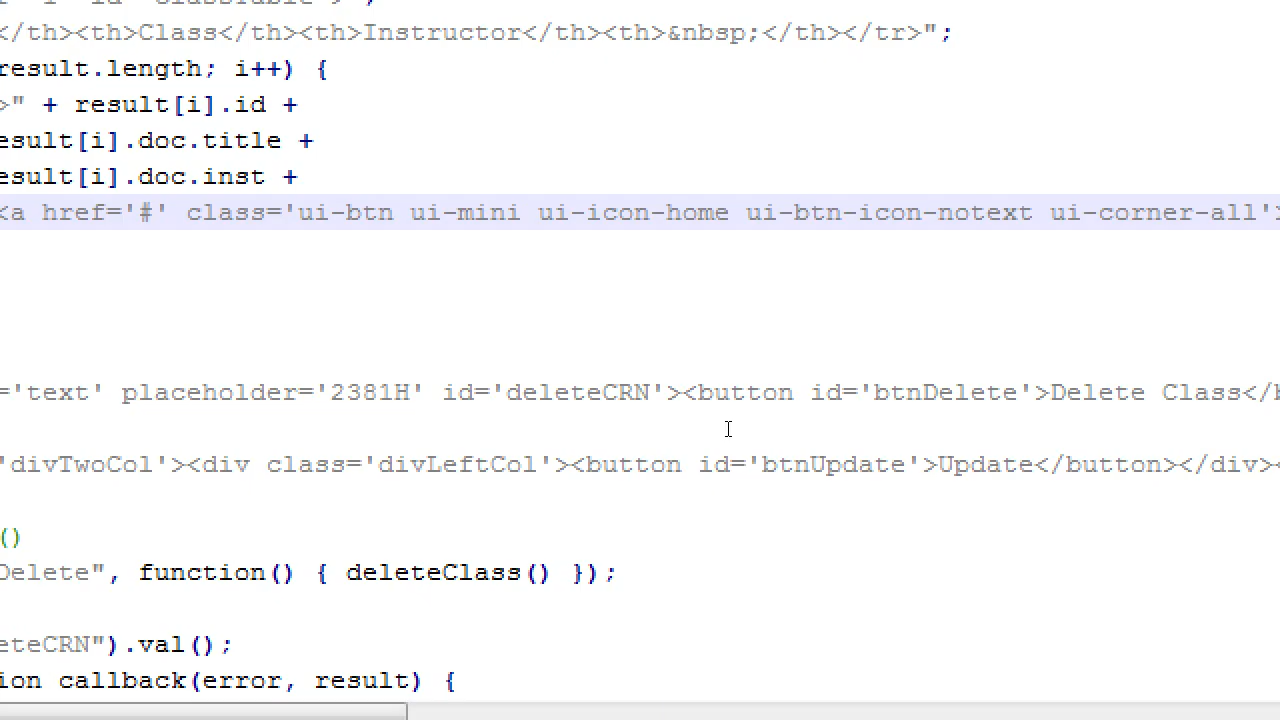 </th><th>Class</th><th>Instructor</th><th>&nbsp;</th></tr>";
result.length; i++) {
>" + result[i].id +
esult[i].doc.title +
esult[i].doc.inst +
<a href='#' class='ui-btn ui-mini ui-icon-home ui-btn-icon-notext ui-corner-all'
='text' placeholder='2381H' id='deleteCRN'><button id='btnDelete'>Delete Class</
'divTwoCol'><div class='divLeftCol'><button id='btnUpdate'>Update</button></div><
()
Delete", function() { deleteClass() });
eteCRN").val();
ion callback(error, result) {